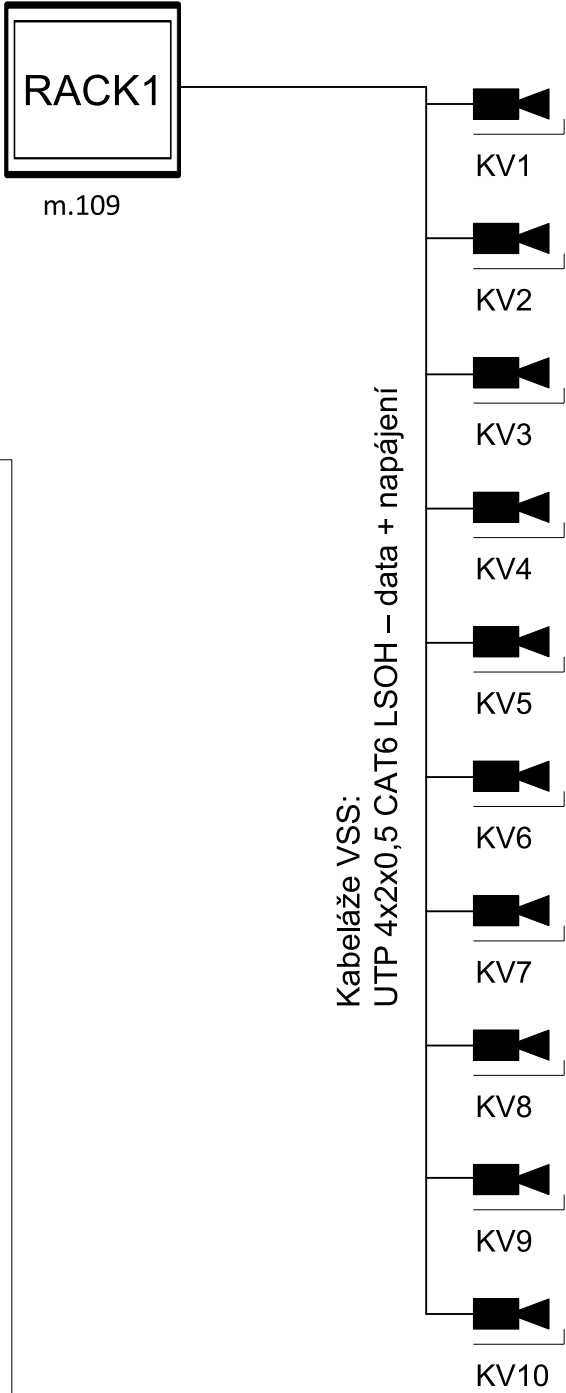 RACK1
m.109
KV1
KV2
KV3
KV4
KV5
KV6
KV7
KV8
KV9
KV10
Kabeláže VSS:
UTP 4x2x0,5 CAT6 LSOH – data + napájení